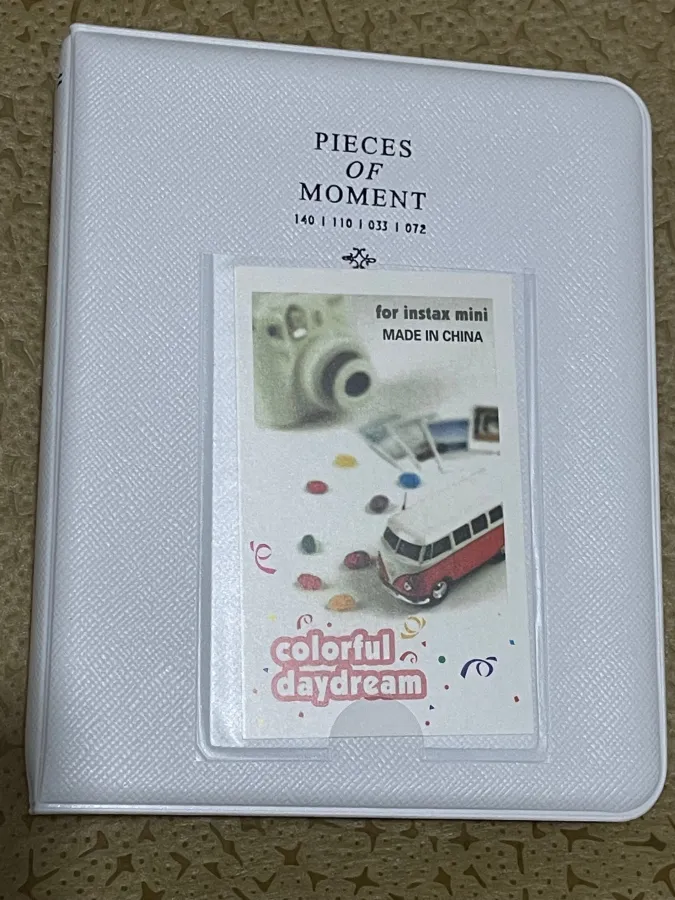 PIECES
OF
MOMENT
140 | 110 | 033 | 072
for instax mini
MADE IN CHINA
colorful
daydream